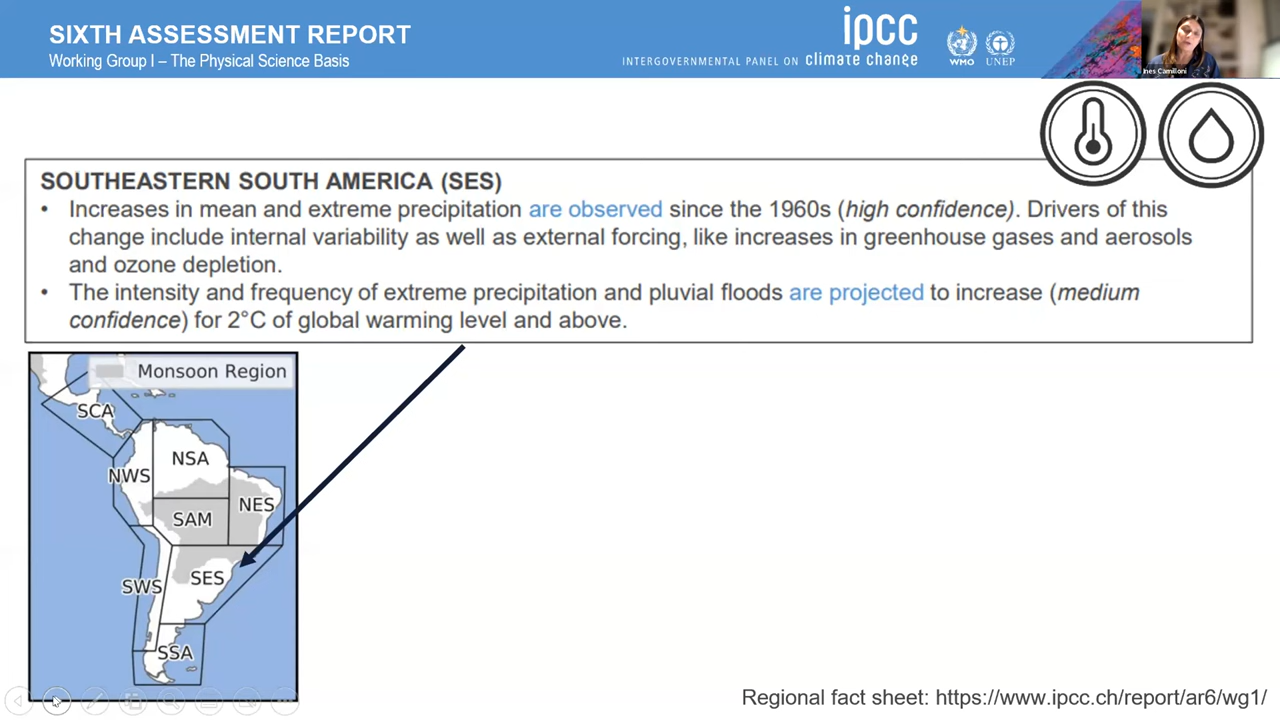 SIXTH ASSESSMENT REPORT
Working Group I – The Physical Science Basis
INTERGOVERNMENTAL PANEL ON climate change
ipcc
WMO
UNEP
Ines Camilloni
SOUTHEASTERN SOUTH AMERICA (SES)
• Increases in mean and extreme precipitation are observed since the 1960s (high confidence). Drivers of this
change include internal variability as well as external forcing, like increases in greenhouse gases and aerosols
and ozone depletion.
• The intensity and frequency of extreme precipitation and pluvial floods are projected to increase (medium
confidence) for 2°C of global warming level and above.
Monsoon Region
SCA
NSA
NWS
NES
SAM
SES
SWS
SSA
Regional fact sheet: https://www.ipcc.ch/report/ar6/wg1/